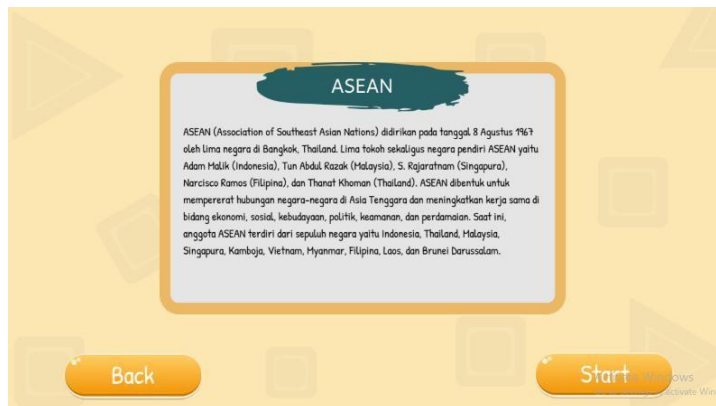 ASEAN
ASEAN (Association of Southeast Asian Nations) didirikan pada tanggal 8 Agustus 1967
oleh lima negara di Bangkok, Thailand. Lima tokoh sekaligus negara pendiri ASEAN yaitu
Adam Malik (Indonesia), Tun Abdul Razak (Malaysia), S. Rajaratnam (Singapura),
Narcisco Ramos (Filipina), dan Thanat Khoman (Thailand). ASEAN dibentuk untuk
mempererat hubungan negara-negara di Asia Tenggara dan meningkatkan kerja sama di
bidang ekonomi, sosial, kebudayaan, politik, keamanan, dan perdamaian. Saat ini,
anggota ASEAN terdiri dari sepuluh negara yaitu Indonesia, Thailand, Malaysia,
Singapura, Kamboja, Vietnam, Myanmar, Filipina, Laos, dan Brunei Darussalam.
Back
Start
Windows
activate Win